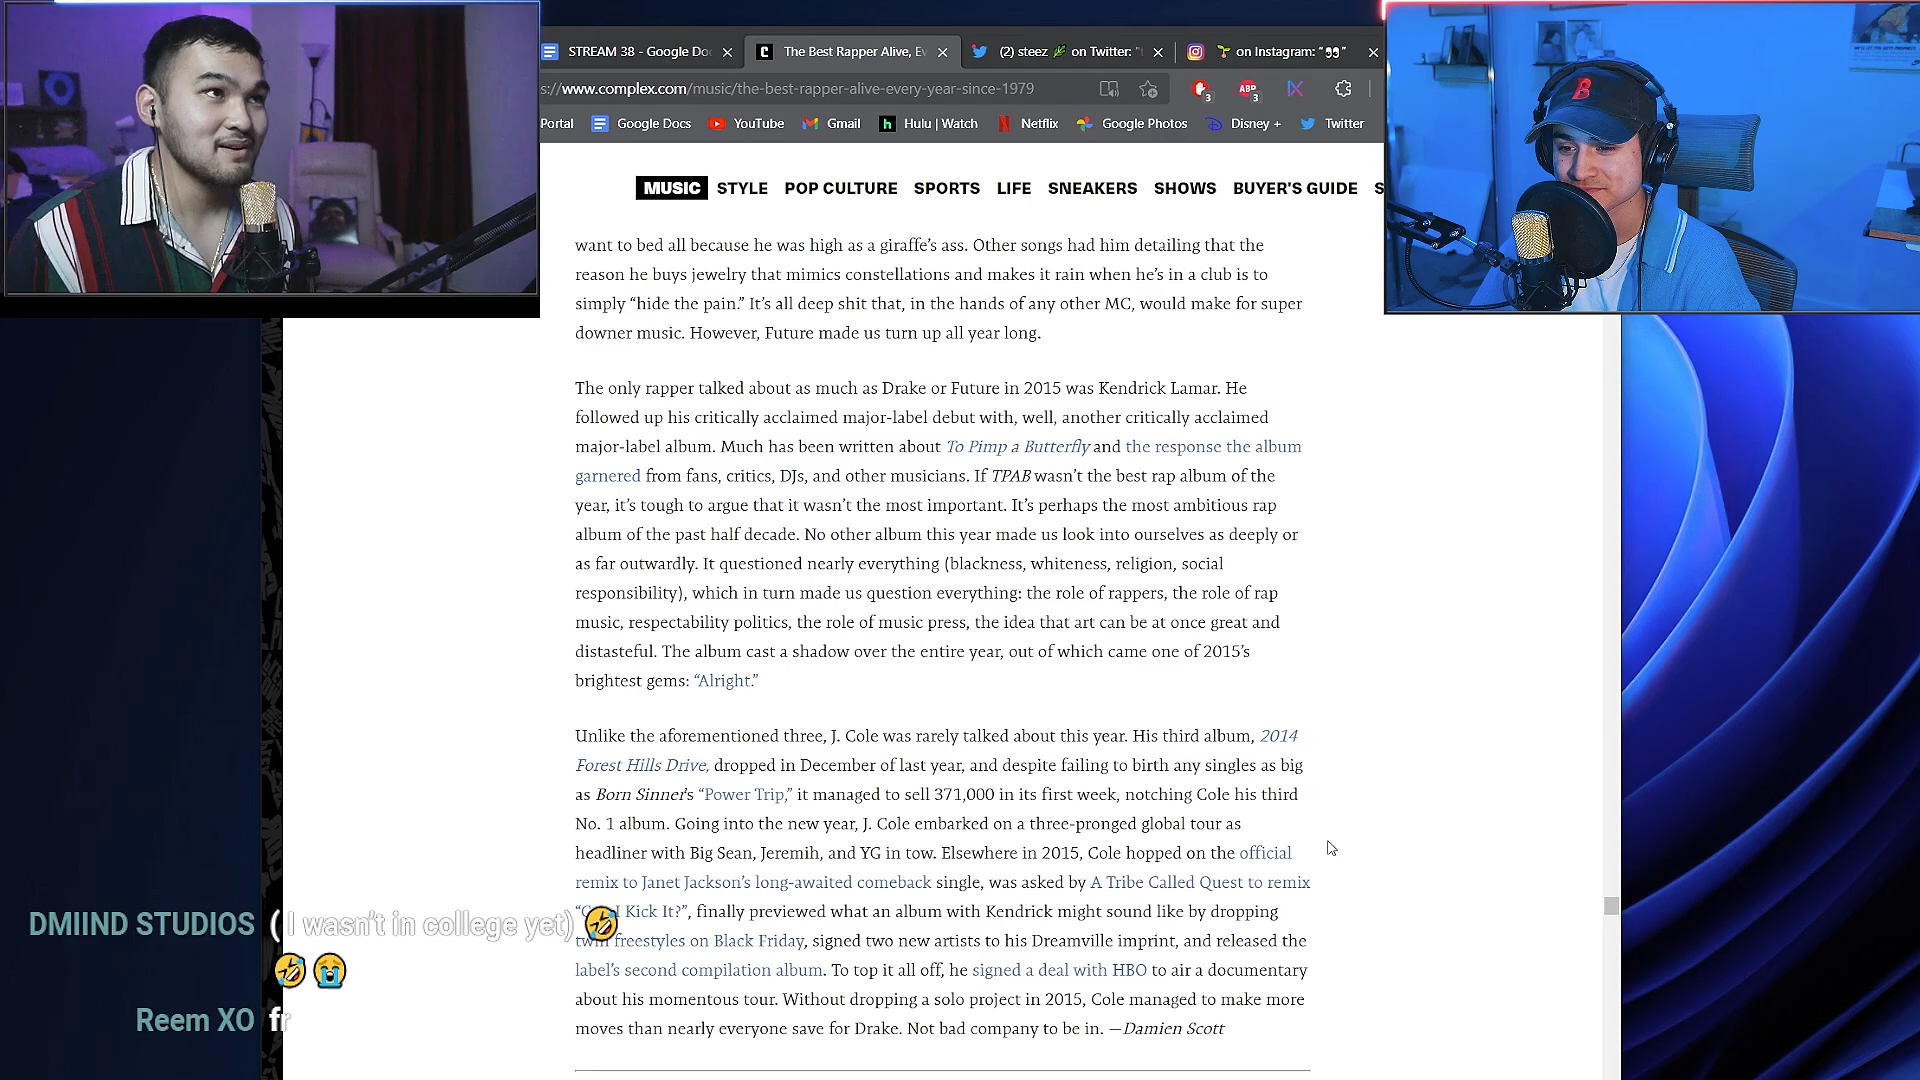 STREAM 38 - Google Do
The Best Rapper Alive, Ev
(2) steez on Twitter: "
on Instagram: "
s://www.complex.com/music/the-best-rapper-alive-every-year-since-1979
3
ABP
3
Portal
Google Docs
YouTube
Gmail
Hulu | Watch
Netflix
Google Photos
Disney +
Twitter
MUSIC STYLE POP CULTURE SPORTS LIFE SNEAKERS SHOWS BUYER'S GUIDE S
want to bed all because he was high as a giraffe’s ass. Other songs had him detailing that the
reason he buys jewelry that mimics constellations and makes it rain when he’s in a club is to
simply “hide the pain.” It’s all deep shit that, in the hands of any other MC, would make for super
downer music. However, Future made us turn up all year long.
The only rapper talked about as much as Drake or Future in 2015 was Kendrick Lamar. He
followed up his critically acclaimed major-label debut with, well, another critically acclaimed
major-label album. Much has been written about To Pimp a Butterfly and the response the album
garnered from fans, critics, DJs, and other musicians. If TPAB wasn’t the best rap album of the
year, it’s tough to argue that it wasn’t the most important. It’s perhaps the most ambitious rap
album of the past half decade. No other album this year made us look into ourselves as deeply or
as far outwardly. It questioned nearly everything (blackness, whiteness, religion, social
responsibility), which in turn made us question everything: the role of rappers, the role of rap
music, respectability politics, the role of music press, the idea that art can be at once great and
distasteful. The album cast a shadow over the entire year, out of which came one of 2015’s
brightest gems: “Alright.”
Unlike the aforementioned three, J. Cole was rarely talked about this year. His third album, 2014
Forest Hills Drive, dropped in December of last year, and despite failing to birth any singles as big
as Born Sinner’s “Power Trip,” it managed to sell 371,000 in its first week, notching Cole his third
No. 1 album. Going into the new year, J. Cole embarked on a three-pronged global tour as
headliner with Big Sean, Jeremih, and YG in tow. Elsewhere in 2015, Cole hopped on the official
remix to Janet Jackson’s long-awaited comeback single, was asked by A Tribe Called Quest to remix
I Kick It?”, finally previewed what an album with Kendrick might sound like by dropping
freestyles on Black Friday, signed two new artists to his Dreamville imprint, and released the
label’s second compilation album. To top it all off, he signed a deal with HBO to air a documentary
about his momentous tour. Without dropping a solo project in 2015, Cole managed to make more
moves than nearly everyone save for Drake. Not bad company to be in. —Damien Scott
DMIIND STUDIOS ( I wasn't in college yet) 🤣
🤣 😭
Reem XO fr
B